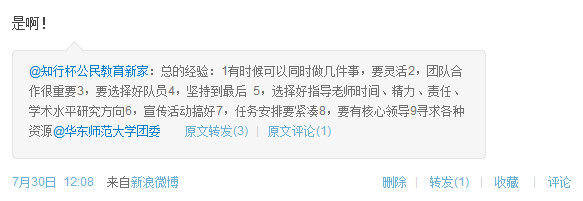 是啊！
@知行杯公民教育新家：总的经验：1有时候可以同时做几件事，要灵活2，团队合
作很重要3，要选择好队员4，坚持到最后 5，选择好指导老师时间、精力、责任、
学术水平研究方向6，宣传活动搞好7，任务安排要紧凑8，要有核心领导9寻求各种
资源@华东师范大学团委 原文转发(3) | 原文评论(1)
7月30日 12:08 来自新浪微博 删除 | 转发(1) | 收藏 | 评论